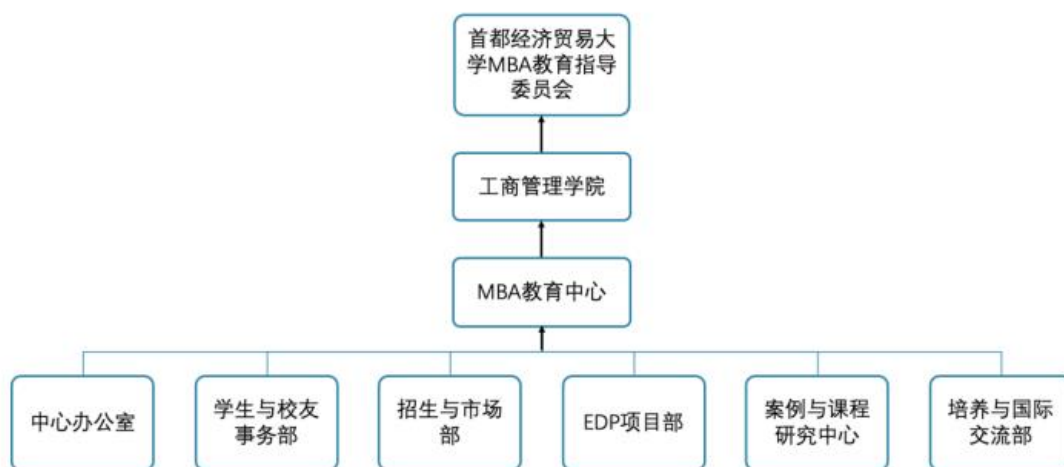 首都经济贸易大
学MBA教育指导
委员会
工商管理学院
MBA教育中心
中心办公室
学生与校友
事务部
招生与市场
部
EDP项目部
案例与课程
研究中心
培养与国际
交流部